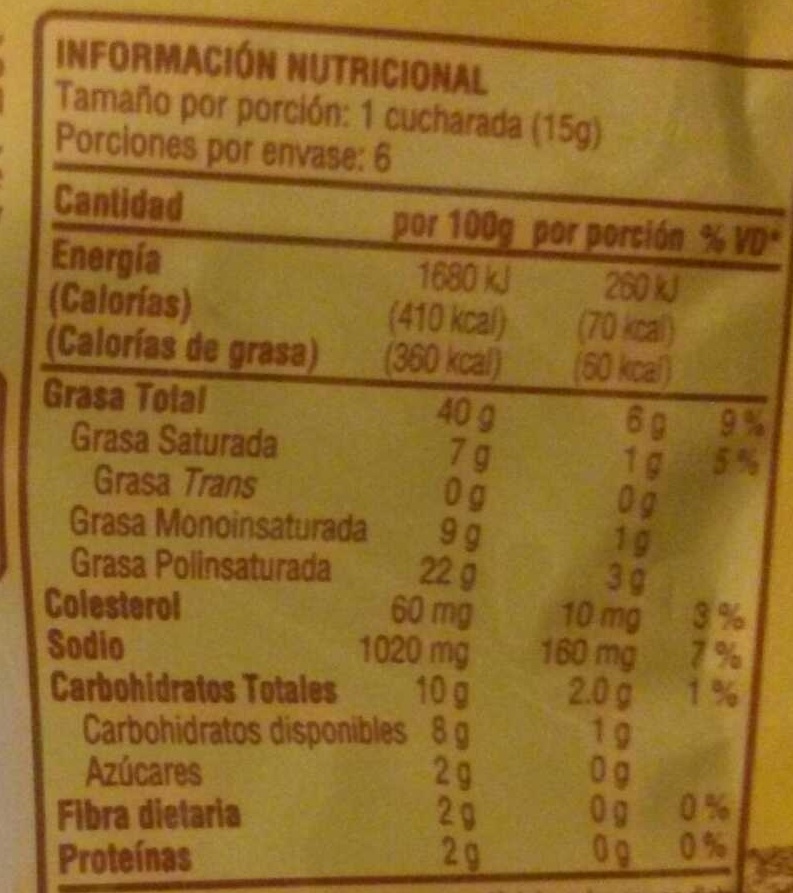 INFORMACIÓN NUTRICIONAL
Tamaño por porción: 1 cucharada (15g)
Porciones por envase: 6
Cantidad por 100g por porción % VD*
Energía 1680 kJ 260 kJ
(Calorías) (410 kcal) (70 kcal)
(Calorías de grasa) (360 kcal) (60 kcal)
Grasa Total 40 g 6 g 9 %
Grasa Saturada 7 g 1 g 5 %
Grasa Trans 0 g 0 g
Grasa Monoinsaturada 9 g 1 g
Grasa Polinsaturada 22 g 3 g
Colesterol 60 mg 10 mg 3 %
Sodio 1020 mg 160 mg 7 %
Carbohidratos Totales 10 g 2.0 g 1 %
Carbohidratos disponibles 8 g 1 g
Azúcares 2 g 0 g
Fibra dietaria 2 g 0 g 0 %
Proteínas 2 g 0 g 0 %